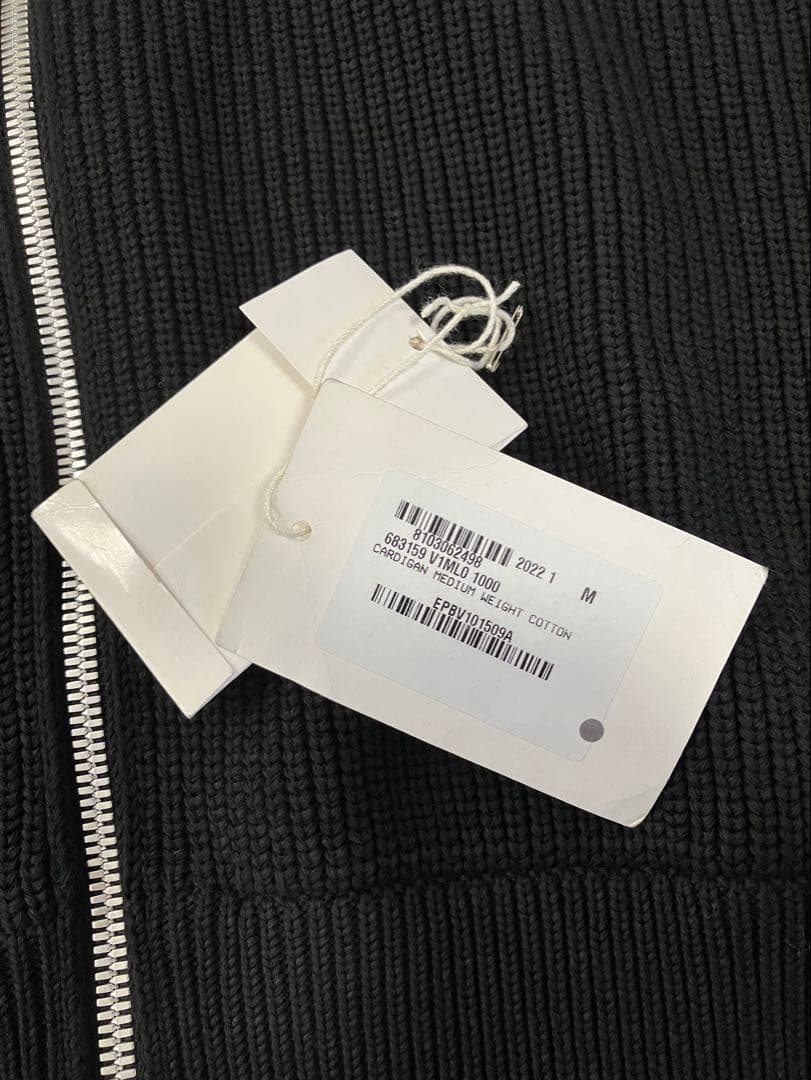 8103062498
683159 V1ML0 1000 2022 1 M
CARDIGAN MEDIUM WEIGHT COTTON
EPBV101509A